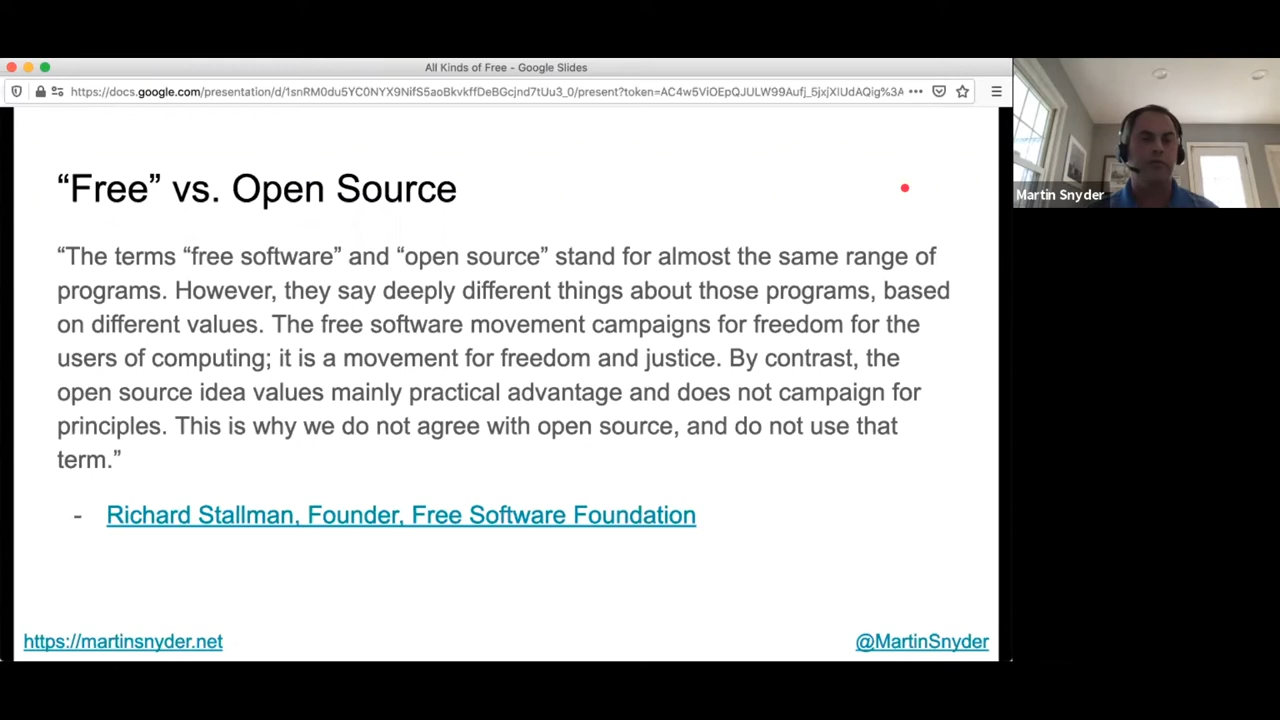 All Kinds of Free - Google Slides
https://docs.google.com/presentation/d/1snRM0du5YC0NYX9NifS5aoBkvkffDeBGcjnd7tUu3_0/present?token=AC4w5ViOEpQJULW99Aufj_5jxjXIUdAQig%3A
“Free” vs. Open Source
Martin Snyder
“The terms “free software” and “open source” stand for almost the same range of
programs. However, they say deeply different things about those programs, based
on different values. The free software movement campaigns for freedom for the
users of computing; it is a movement for freedom and justice. By contrast, the
open source idea values mainly practical advantage and does not campaign for
principles. This is why we do not agree with open source, and do not use that
term.”
- Richard Stallman, Founder, Free Software Foundation
https://martinsnyder.net
@MartinSnyder